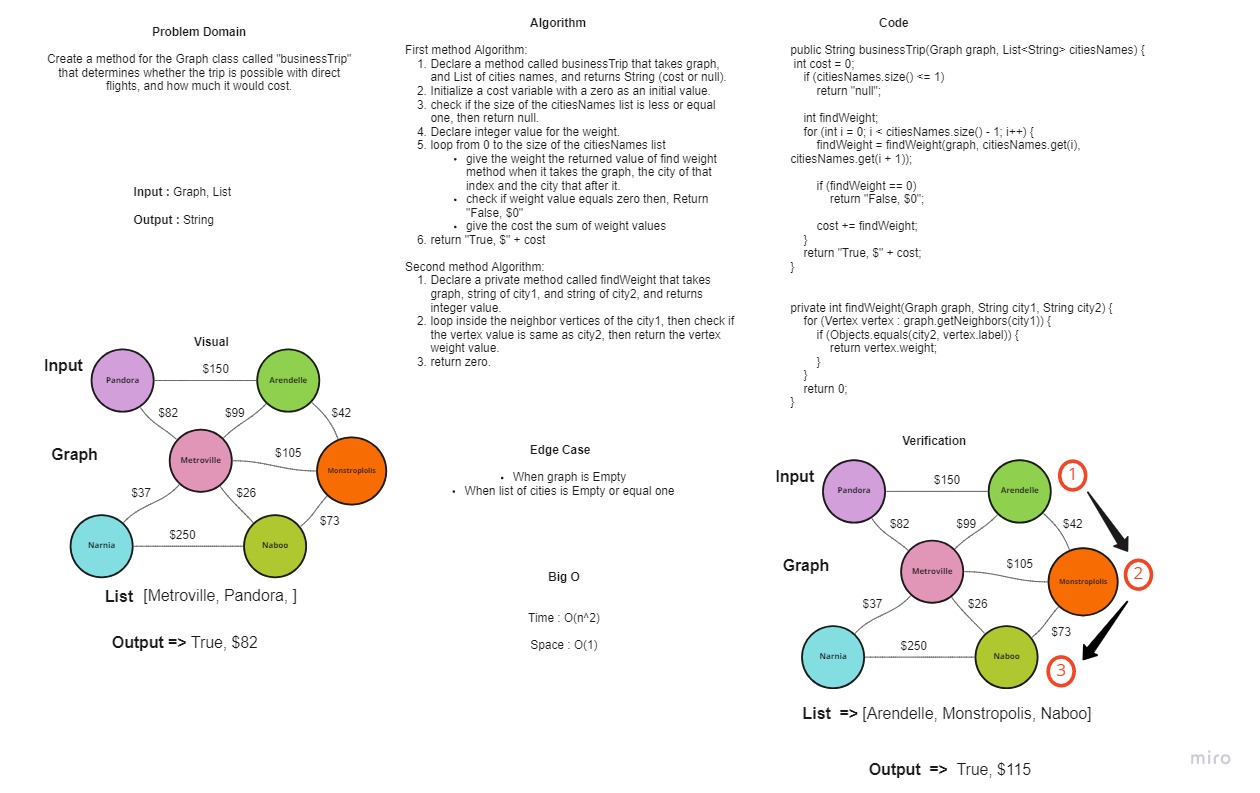 Problem Domain
Create a method for the Graph class called "businessTrip"
that determines whether the trip is possible with direct
flights, and how much it would cost.
Input : Graph, List
Output : String
Visual
Input
Graph
Pandora
$150
Arendelle
$82
$99
$42
Metroville
$105
Monstroplolis
$37
$26
$73
Narnia
$250
Naboo
List [Metroville, Pandora, ]
Output => True, $82
Algorithm
First method Algorithm:
1. Declare a method called businessTrip that takes graph,
and List of cities names, and returns String (cost or null).
2. Initialize a cost variable with a zero as an initial value.
3. check if the size of the citiesNames list is less or equal
one, then return null.
4. Declare integer value for the weight.
5. loop from 0 to the size of the citiesNames list
• give the weight the returned value of find weight
method when it takes the graph, the city of that
index and the city that after it.
• check if weight value equals zero then, Return
"False, $0"
• give the cost the sum of weight values
6. return "True, $" + cost
Second method Algorithm:
1. Declare a private method called findWeight that takes
graph, string of city1, and string of city2, and returns
integer value.
2. loop inside the neighbor vertices of the city1, then check if
the vertex value is same as city2, then return the vertex
weight value.
3. return zero.
Edge Case
• When graph is Empty
• When list of cities is Empty or equal one
Big O
Time : O(n^2)
Space : O(1)
Code
public String businessTrip(Graph graph, List<String> citiesNames) {
int cost = 0;
if (citiesNames.size() <= 1)
return "null";
int findWeight;
for (int i = 0; i < citiesNames.size() - 1; i++) {
findWeight = findWeight(graph, citiesNames.get(i),
citiesNames.get(i + 1));
if (findWeight == 0)
return "False, $0";
cost += findWeight;
}
return "True, $" + cost;
}
private int findWeight(Graph graph, String city1, String city2) {
for (Vertex vertex : graph.getNeighbors(city1)) {
if (Objects.equals(city2, vertex.label)) {
return vertex.weight;
}
}
return 0;
}
Verification
Input
Graph
Pandora
$150
Arendelle
1
$82
$99
$42
Metroville
$105
Monstroplolis
2
$37
$26
$73
Narnia
$250
Naboo
3
List => [Arendelle, Monstropolis, Naboo]
Output => True, $115
miro